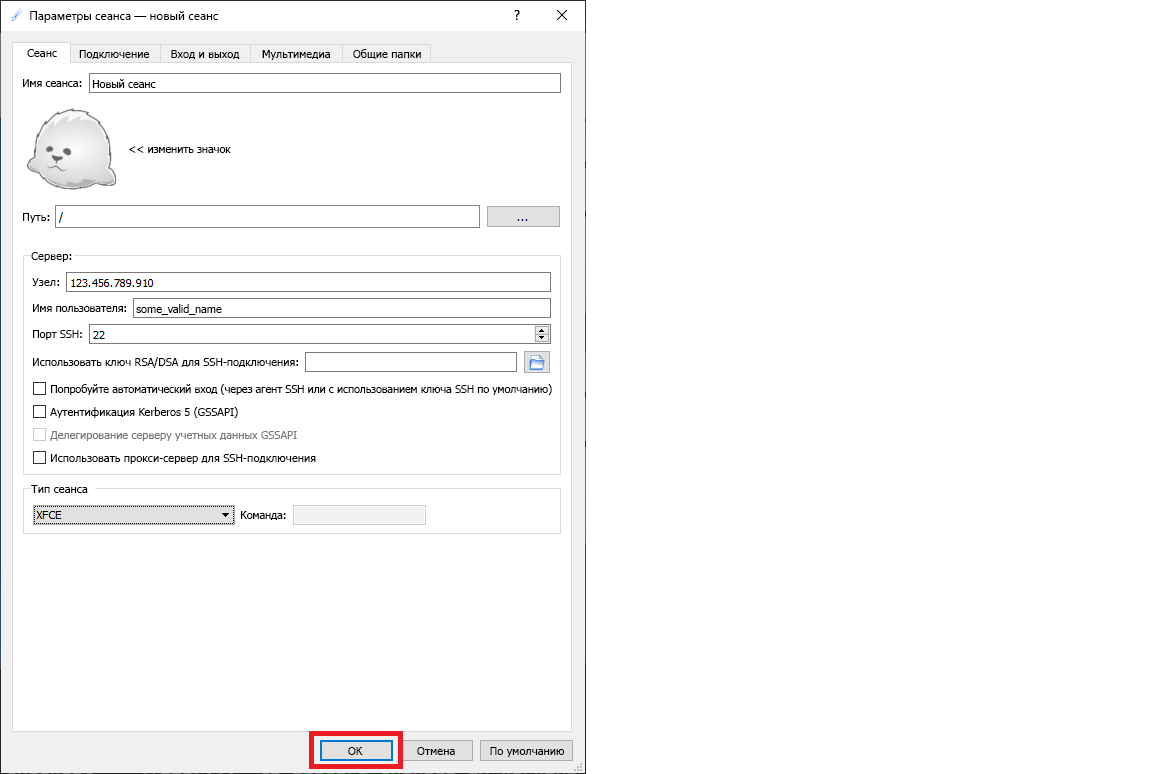 Параметры сеанса — новый сеанс ?
Сеанс Подключение Вход и выход Мультимедиа Общие папки
Имя сеанса: Новый сеанс
<< изменить значок
Путь: / ...
Сервер:
Узел: 123.456.789.910
Имя пользователя: some_valid_name
Порт SSH: 22
Использовать ключ RSA/DSA для SSH-подключения:
Попробуйте автоматический вход (через агент SSH или с использованием ключа SSH по умолчанию)
Аутентификация Kerberos 5 (GSSAPI)
Делегирование серверу учетных данных GSSAPI
Использовать прокси-сервер для SSH-подключения
Тип сеанса
XFCE Команда:
ОК Отмена По умолчанию